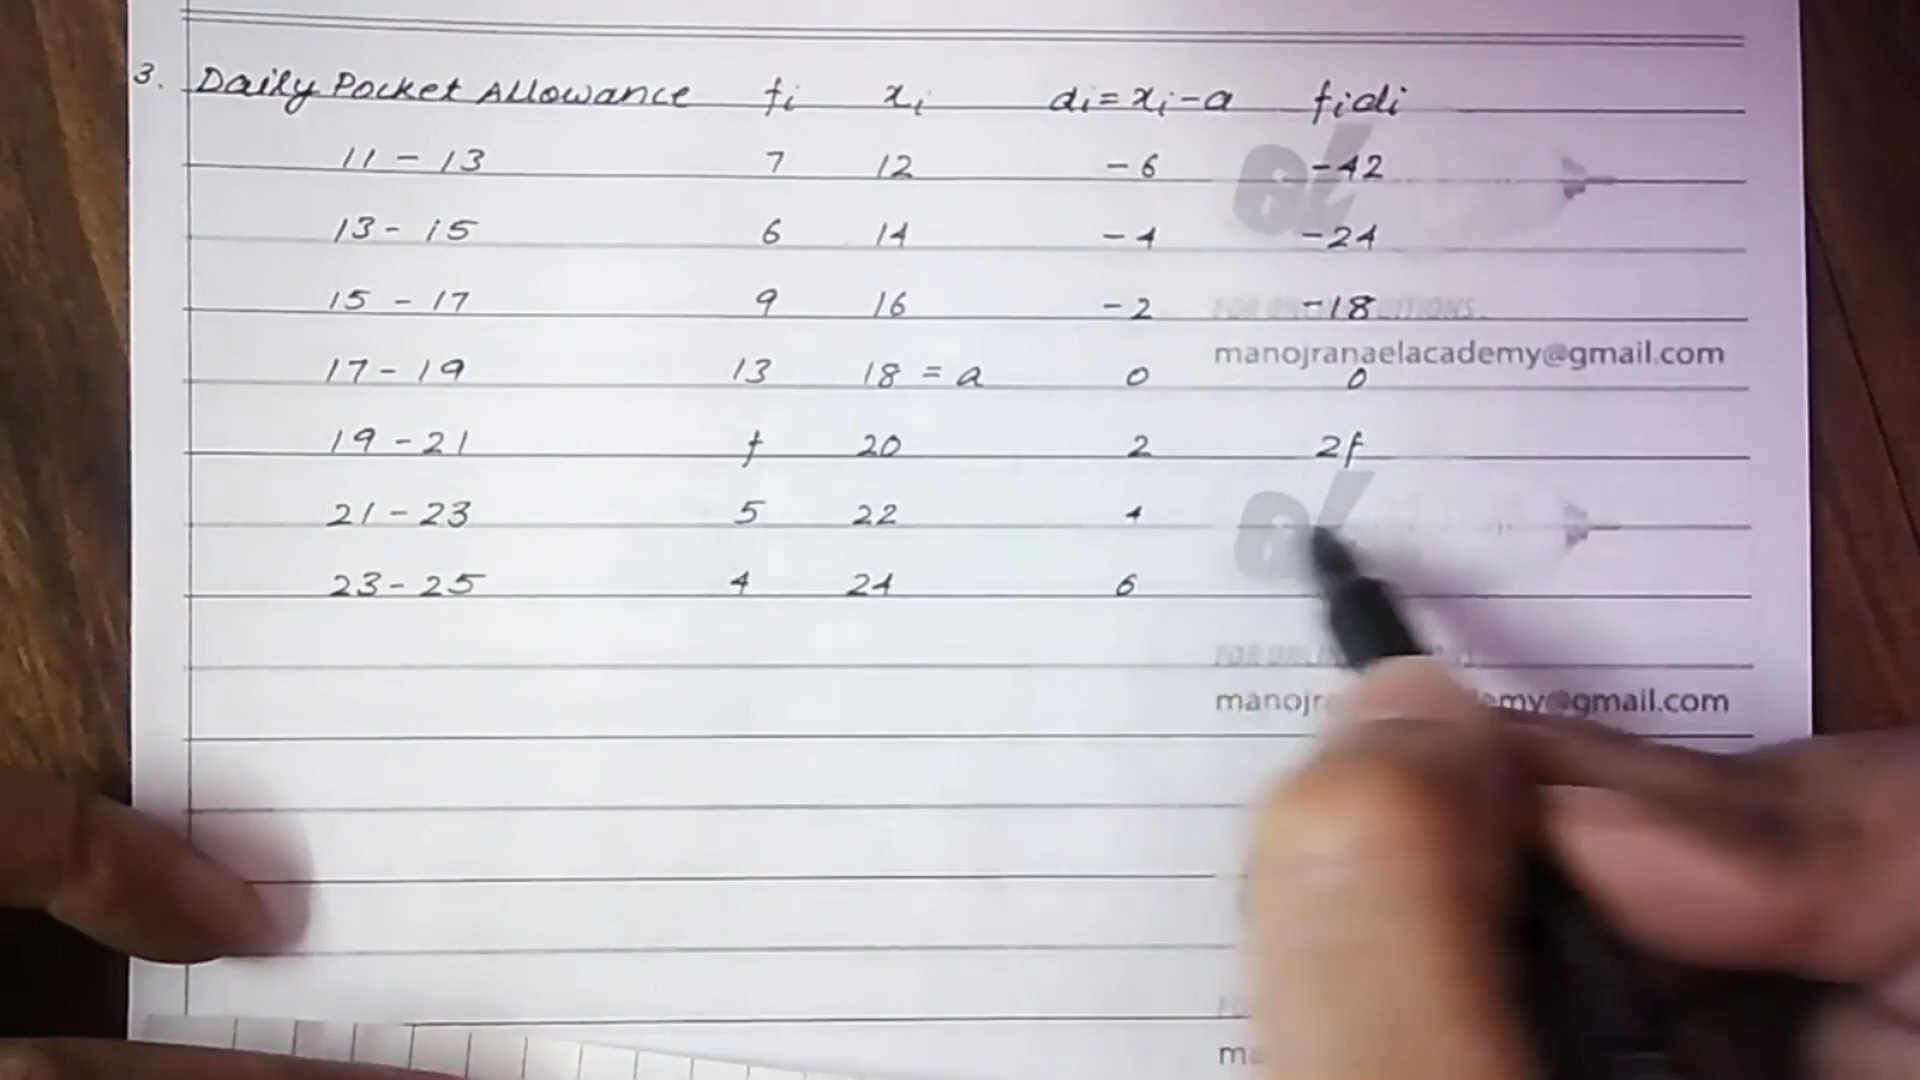 3. Daily Pocket Allowance fi xi di = xi - a fidi
11 - 13 7 12 - 6 -42
13 - 15 6 14 - 4 -24
15 - 17 9 16 - 2 -18
manojranaelacademy@gmail.com
17 - 19 13 18 = a 0 0
19 - 21 f 20 2 2f
21 - 23 5 22 4
23 - 25 4 24 6
@gmail.com